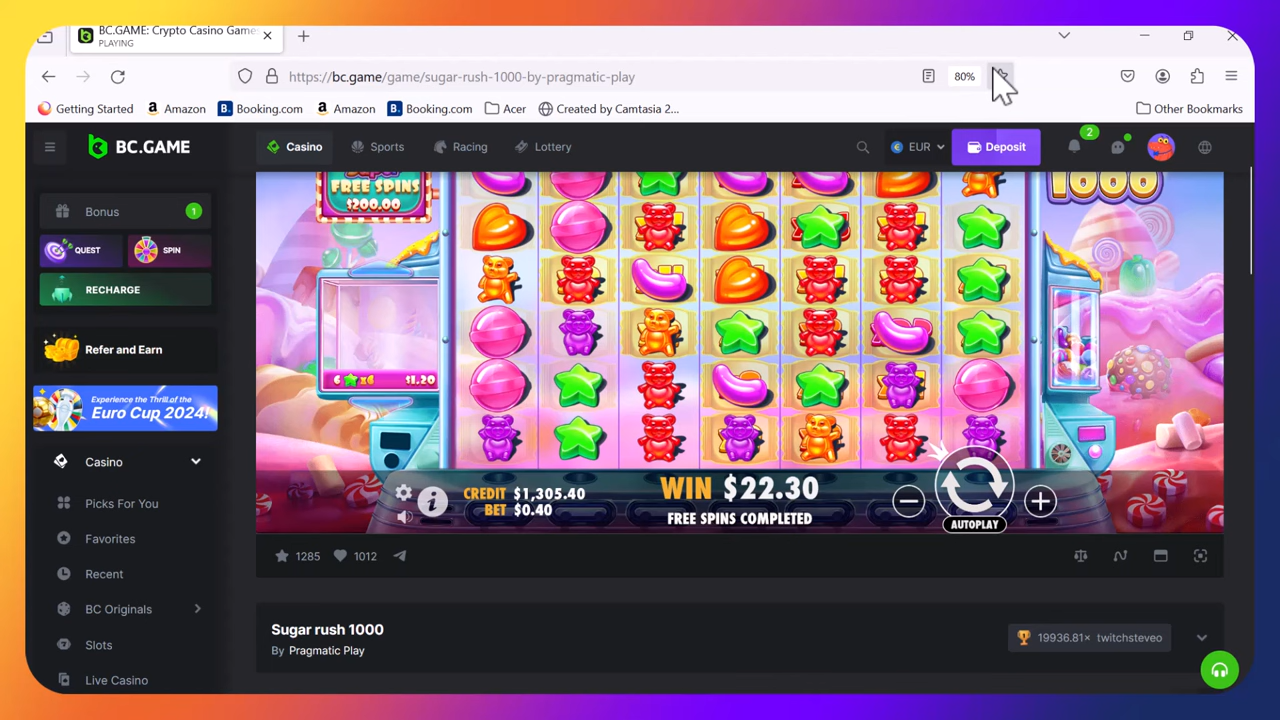 BC.GAME: Crypto Casino Game
PLAYING
https://bc.game/game/sugar-rush-1000-by-pragmatic-play
80%
Getting Started
Amazon
Booking.com
Amazon
Booking.com
Acer
Created by Camtasia 2...
Other Bookmarks
BC.GAME
Casino
Sports
Racing
Lottery
EUR
Deposit
2
Bonus
1
QUEST
SPIN
RECHARGE
Refer and Earn
Experience the Thrill of the
Euro Cup 2024!
Casino
Picks For You
Favorites
Recent
BC Originals
Slots
Live Casino
SUPER
FREE SPINS
$200.00
1000
6 x6 $1.20
CREDIT $1,305.40
BET $0.40
WIN $22.30
FREE SPINS COMPLETED
AUTOPLAY
1285
1012
Sugar rush 1000
By Pragmatic Play
19936.81× twitchsteveo